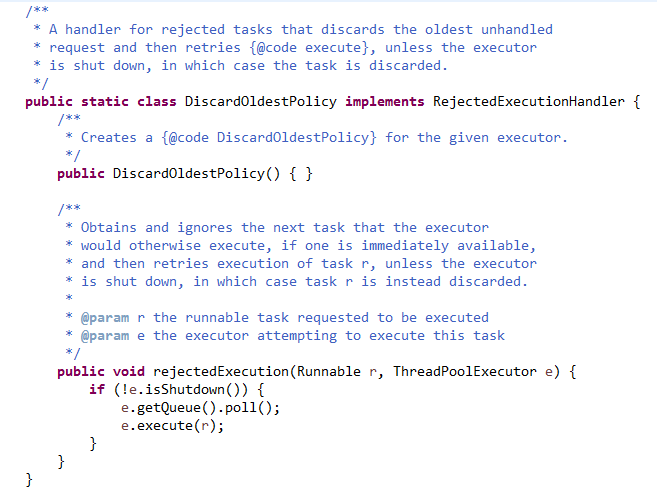 /**
 * A handler for rejected tasks that discards the oldest unhandled
 * request and then retries {@code execute}, unless the executor
 * is shut down, in which case the task is discarded.
 */
public static class DiscardOldestPolicy implements RejectedExecutionHandler {
    /**
     * Creates a {@code DiscardOldestPolicy} for the given executor.
     */
    public DiscardOldestPolicy() { }

    /**
     * Obtains and ignores the next task that the executor
     * would otherwise execute, if one is immediately available,
     * and then retries execution of task r, unless the executor
     * is shut down, in which case task r is instead discarded.
     *
     * @param r the runnable task requested to be executed
     * @param e the executor attempting to execute this task
     */
    public void rejectedExecution(Runnable r, ThreadPoolExecutor e) {
        if (!e.isShutdown()) {
            e.getQueue().poll();
            e.execute(r);
        }
    }
}